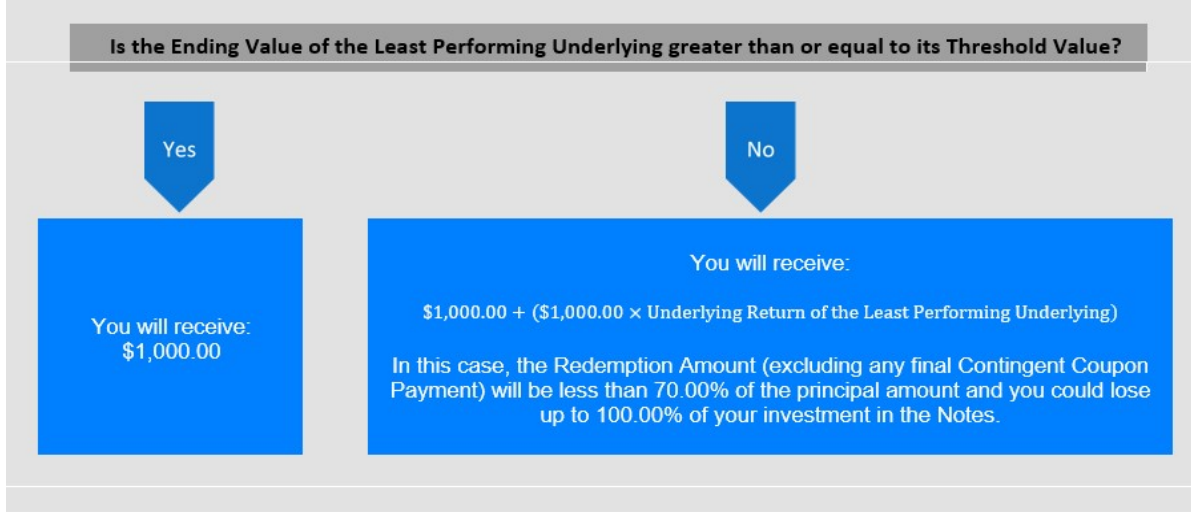 Is the Ending Value of the Least Performing Underlying greater than or equal to its Threshold Value?
Yes
No
You will receive:
$1,000.00
You will receive:
$1,000.00 + ($1,000.00 × Underlying Return of the Least Performing Underlying)
In this case, the Redemption Amount (excluding any final Contingent Coupon
Payment) will be less than 70.00% of the principal amount and you could lose
up to 100.00% of your investment in the Notes.